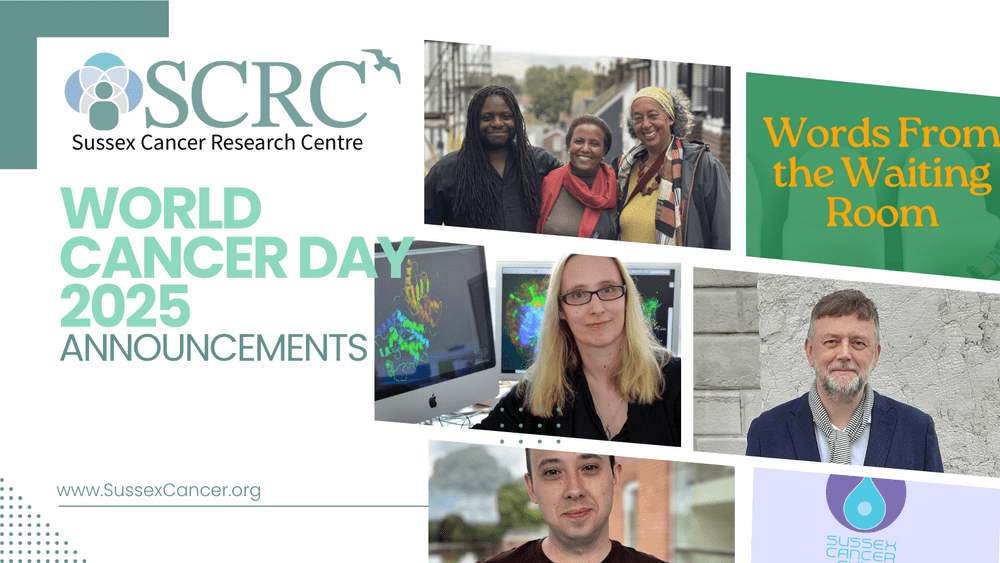 SCRC
Sussex Cancer Research Centre
WORLD
CANCER DAY
2025
ANNOUNCEMENTS
www.SussexCancer.org
Words From
the Waiting
Room
SUSSEX
CANCER